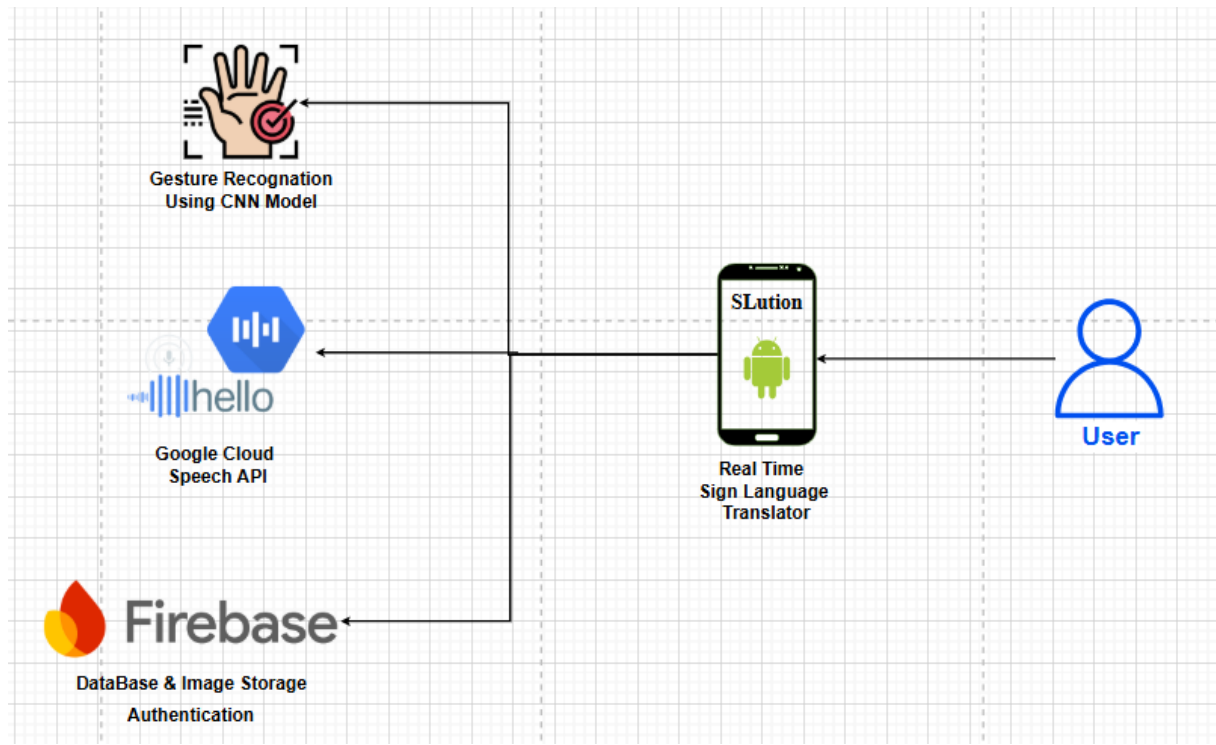 Gesture Recognation
Using CNN Model
hello
Google Cloud
Speech API
Firebase
DataBase & Image Storage
Authentication
SLution
Real Time
Sign Language
Translator
User